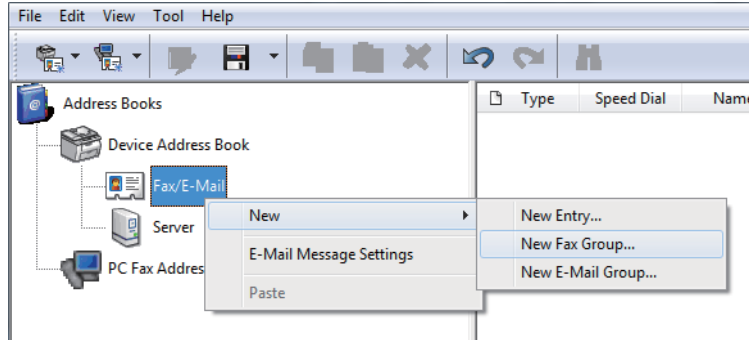 File Edit View Tool Help
Address Books
Type Speed Dial Name
Device Address Book
Fax/E-Mail
New
New Entry...
Server
New Fax Group...
E-Mail Message Settings
PC Fax Addres
New E-Mail Group...
Paste